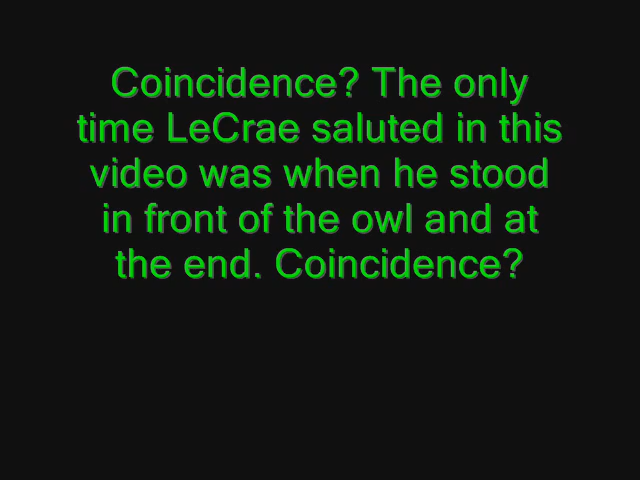 Coincidence? The only
time LeCrae saluted in this
video was when he stood
in front of the owl and at
the end. Coincidence?